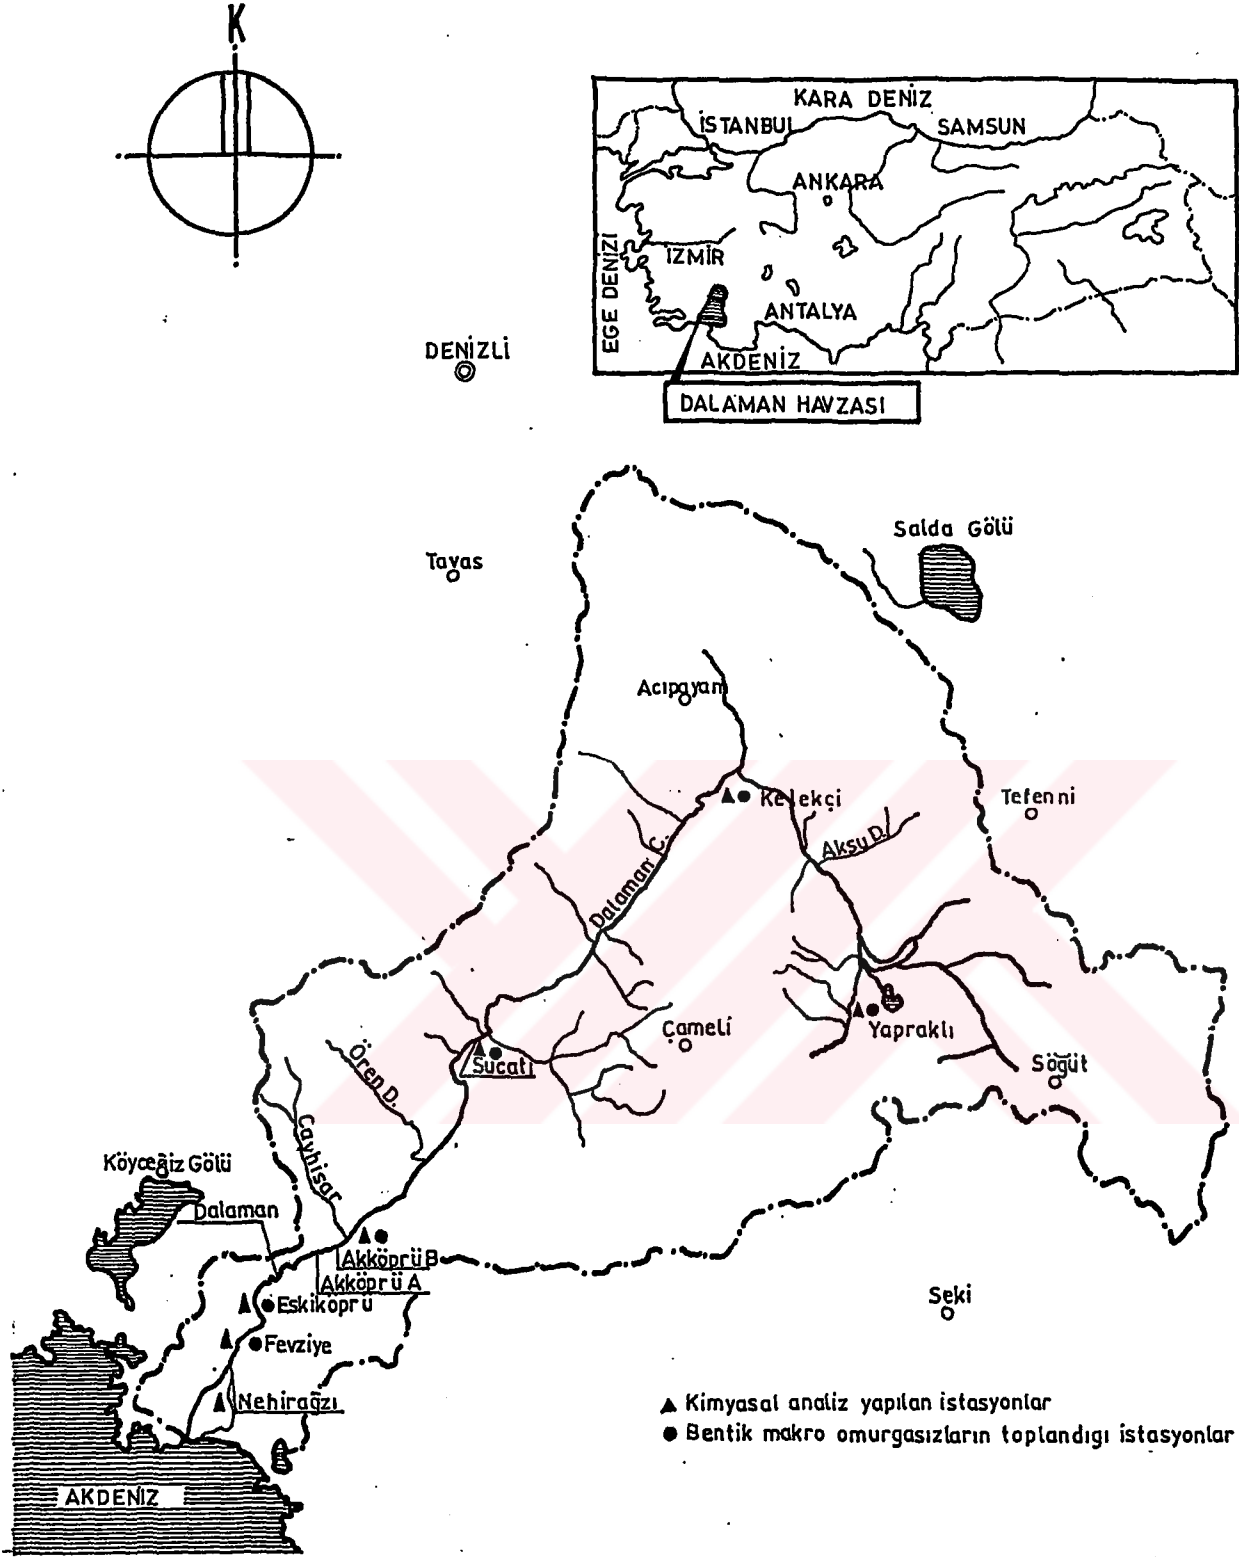 K
KARA DENİZ
İSTANBUL
SAMSUN
ANKARA
EGE DENİZİ
İZMİR
ANTALYA
AKDENİZ
DALAMAN HAVZASI
DENİZLİ
Salda Gölü
Tavas
Acıpayam
Kelekçi
Tefenni
Aksu D.
Dalaman Ç.
Yapraklı
Çameli
Söğüt
Sucatı
Ören D.
Çayhisar
Köyceğiz Gölü
Dalaman
Akköprü B
Akköprü A
Eskiköprü
Fevziye
Seki
Nehirağzı
▲ Kimyasal analiz yapılan istasyonlar
● Bentik makro omurgasızların toplandıgı istasyonlar
AKDENİZ